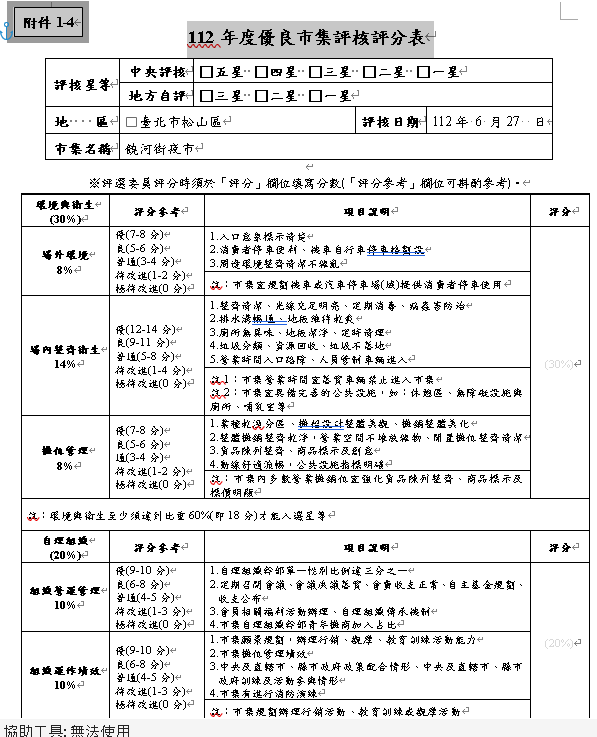 附件 1-4
112 年度優良市集評核評分表
評核星等 中央評核 □五星 □四星 □三星 □二星 □一星
地方自評 □三星 □二星 □一星
地 區 □臺北市松山區 評核日期 112 年 6 月 27 日
市集名稱 饒河街夜市
※評選委員評分時須於「評分」欄位填寫分數(「評分參考」欄位可斟酌參考)。
環境與衛生
(30%) 評分參考 項目說明 評分
場外環境
8%
優(7-8 分)
良(5-6 分)
普通(3-4 分)
待改進(1-2 分)
極待改進(0 分)
1.入口意象標示清楚
2.消費者停車便利、機車自行車停車格劃設
3.周邊環境整齊清潔不雜亂
註：市集宜規劃機車或汽車停車場(域)提供消費者停車使用
場內整齊衛生
14%
優(12-14 分)
良(9-11 分)
普通(5-8 分)
待改進(1-4 分)
極待改進(0 分)
1.整齊清潔、光線充足明亮、定期消毒、病蟲害防治
2.排水溝暢通、地板維持乾爽
3.廁所無異味、地板潔淨、定時清理
4.垃圾分類、資源回收、垃圾不落地
5.營業時間入口路障、人員管制車輛進入
註1：市集營業時間宜落實車輛禁止進入市集
註2：市集宜具備完善的公共設施，如：休憩區、無障礙設施與
廁所、哺乳室等
(30%)
攤位管理
8%
優(7-8 分)
良(5-6 分)
普通(3-4 分)
待改進(1-2 分)
極待改進(0 分)
1.業種乾濕分區、攤招設計整體美觀、攤鋪整美化
2.整體攤鋪整齊乾淨，營業空間不堆放雜物、閒置攤位整齊清潔
3.貨品陳列整齊、商品標示及創意
4.動線舒適流暢，公共設施指標明確
註：市集內多數營業攤鋪位宜強化貨品陳列整齊、商品標示及
標價明顯
註：環境與衛生至少須達到比重 60%(即 18 分)才能入選星等
自理組織
(20%) 評分參考 項目說明 評分
組織營運管理
10%
優(9-10 分)
良(6-8 分)
普通(4-5 分)
待改進(1-3 分)
極待改進(0 分)
1.自理組織幹部單一性別比例達三分之一
2.定期召開會議、會議決議落實、會費收支正常、自主基金規劃、
收支公布
3.會員相關福利活動辦理、自理組織傳承機制
4.市集自理組織幹部青年攤商加入占比
(20%)
組織運作績效
10%
優(9-10 分)
良(6-8 分)
普通(4-5 分)
待改進(1-3 分)
極待改進(0 分)
1.市集願景規劃，辦理行銷、觀摩、教育訓練活動能力
2.市集攤位管理績效
3.中央及直轄市、縣市政府政策配合情形、中央及直轄市、縣市
政府訓練及活動參與情形
4.市集有進行消防演練
註：市集規劃辦理行銷活動、教育訓練或觀摩活動
協助工具: 無法使用